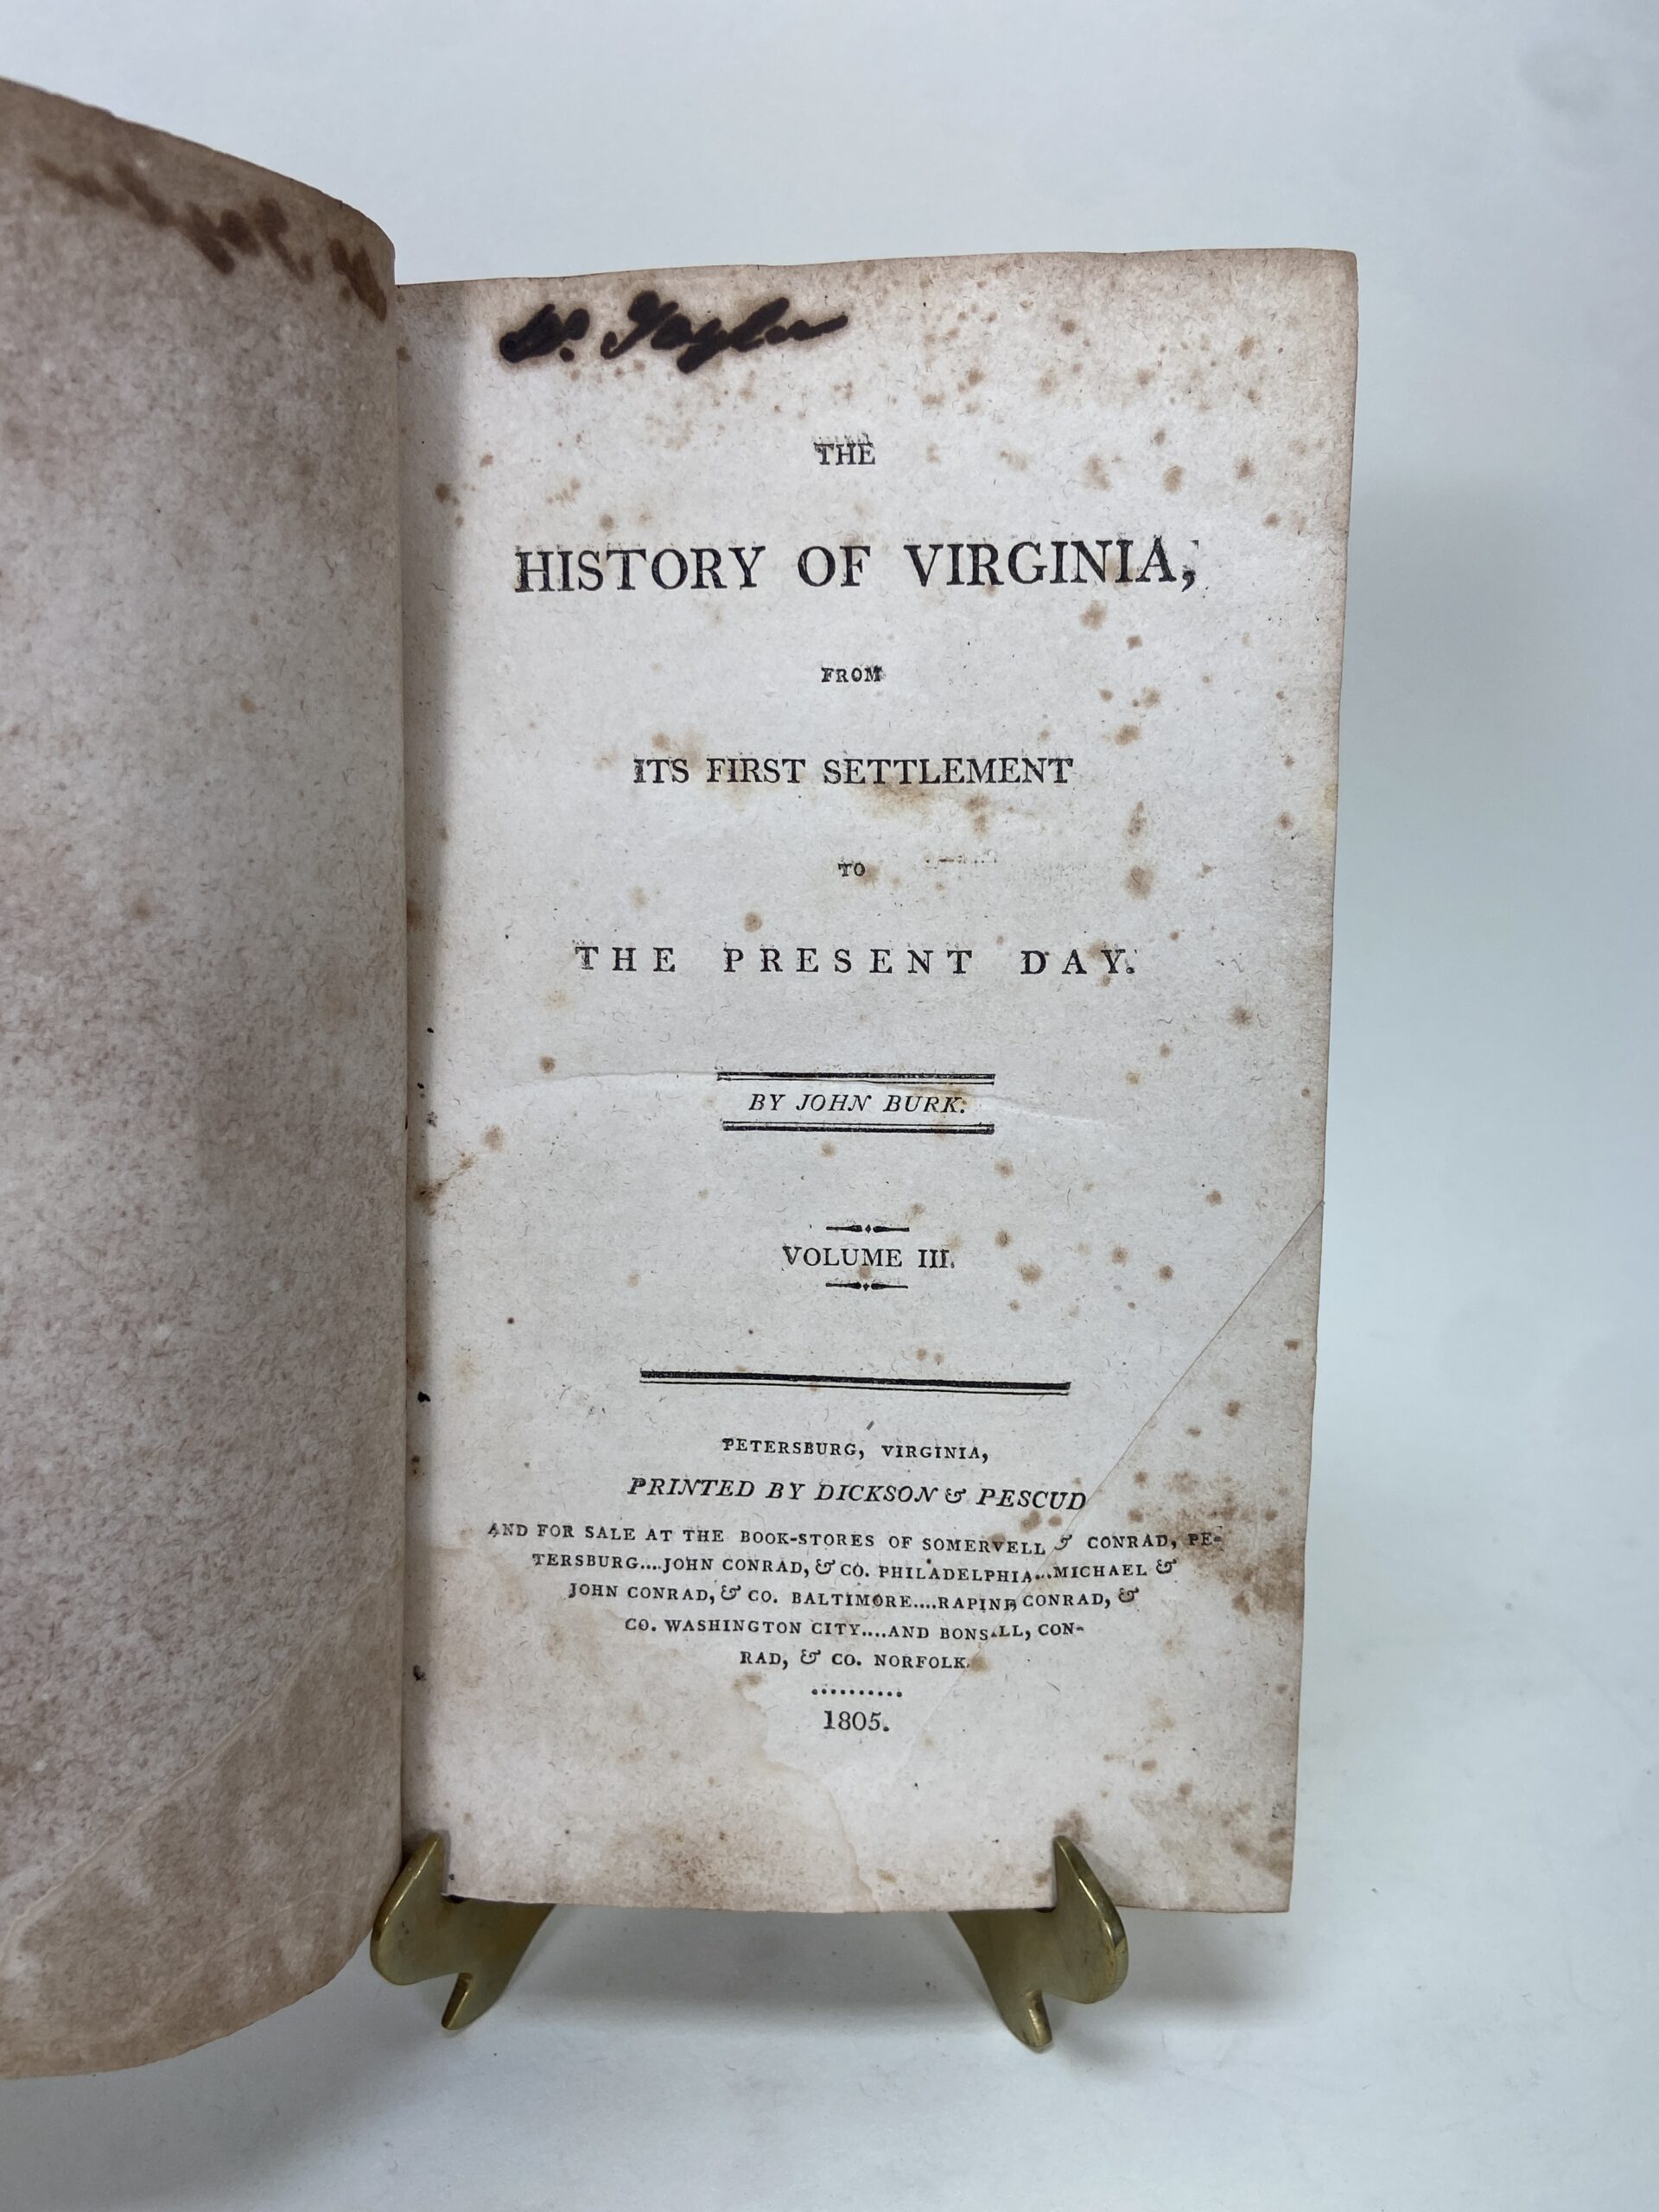 THE
HISTORY OF VIRGINIA,
FROM
ITS FIRST SETTLEMENT
TO
THE PRESENT DAY.
BY JOHN BURK.
VOLUME III.
PETERSBURG, VIRGINIA,
PRINTED BY DICKSON & PESCUD
AND FOR SALE AT THE BOOK-STORES OF SOMERVELL & CONRAD, PE-
TERSBURG....JOHN CONRAD, & CO. PHILADELPHIA...MICHAEL &
JOHN CONRAD, & CO. BALTIMORE....RAPINE CONRAD, &
CO. WASHINGTON CITY....AND BONSALL, CON-
RAD, & CO. NORFOLK.
..........
1805.